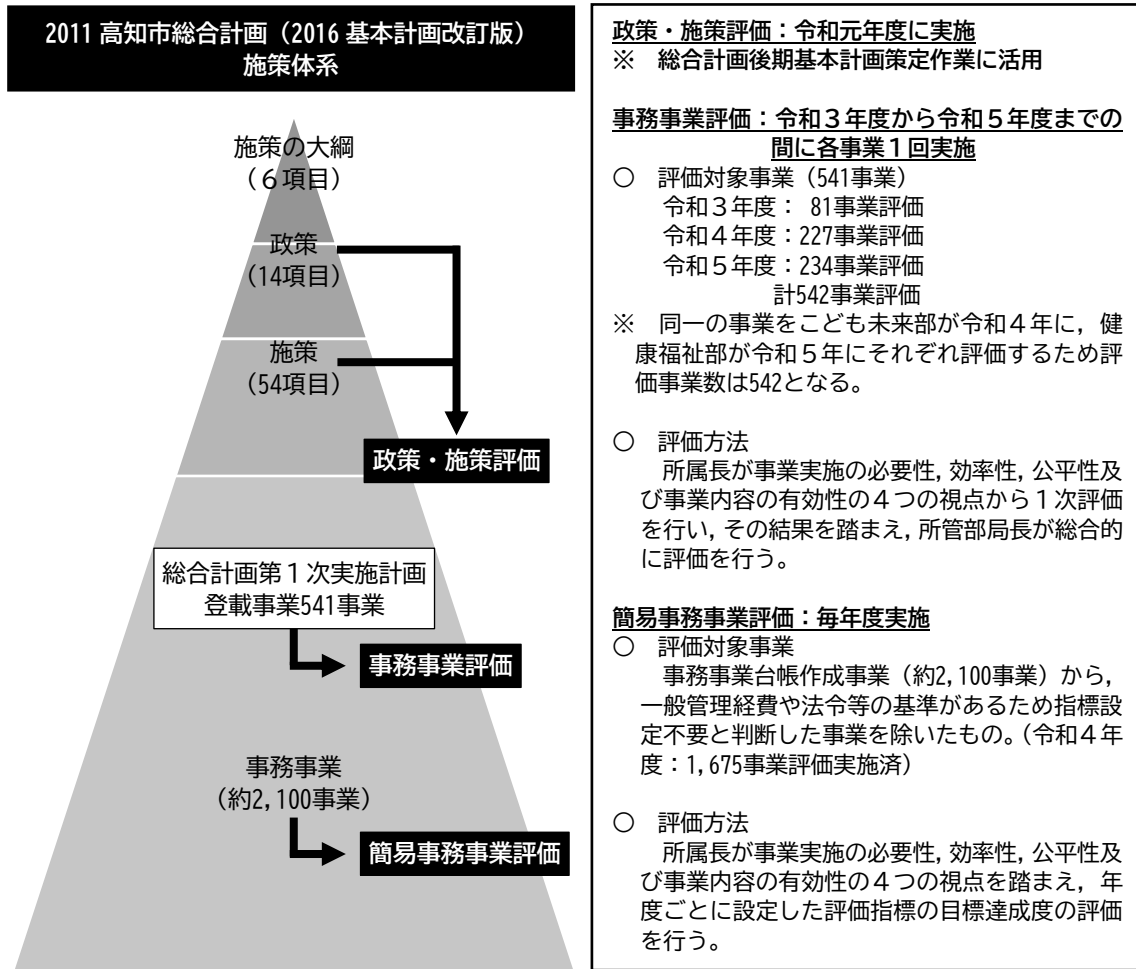 2011 高知市総合計画（2016 基本計画改訂版）
施策体系
施策の大綱
（６項目）
政策
（14項目）
施策
（54項目）
政策・施策評価
総合計画第１次実施計画
登載事業541事業
事務事業評価
事務事業
（約2,100事業）
簡易事務事業評価
政策・施策評価：令和元年度に実施
※　総合計画後期基本計画策定作業に活用
事務事業評価：令和３年度から令和５年度までの
間に各事業１回実施
○　評価対象事業（541事業）
令和３年度： 81事業評価
令和４年度：227事業評価
令和５年度：234事業評価
計542事業評価
※　同一の事業をこども未来部が令和４年に，健
康福祉部が令和５年にそれぞれ評価するため評
価事業数は542となる。
○　評価方法
所属長が事業実施の必要性，効率性，公平性及
び事業内容の有効性の４つの視点から１次評価
を行い，その結果を踏まえ，所管部局長が総合的
に評価を行う。
簡易事務事業評価：毎年度実施
○　評価対象事業
事務事業台帳作成事業（約2,100事業）から，
一般管理経費や法令等の基準があるため指標設
定不要と判断した事業を除いたもの。（令和４年
度：1,675事業評価実施済）
○　評価方法
所属長が事業実施の必要性，効率性，公平性及
び事業内容の有効性の４つの視点を踏まえ，年
度ごとに設定した評価指標の目標達成度の評価
を行う。